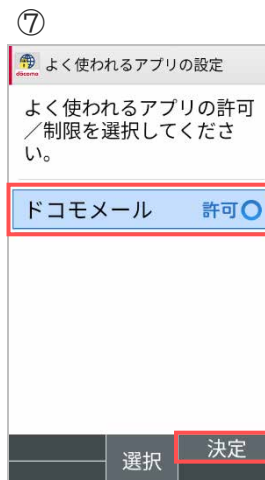 ⑦
docomo
よく使われるアプリの設定
よく使われるアプリの許可
／制限を選択してくださ
い。
ドコモメール 許可○
選択 決定